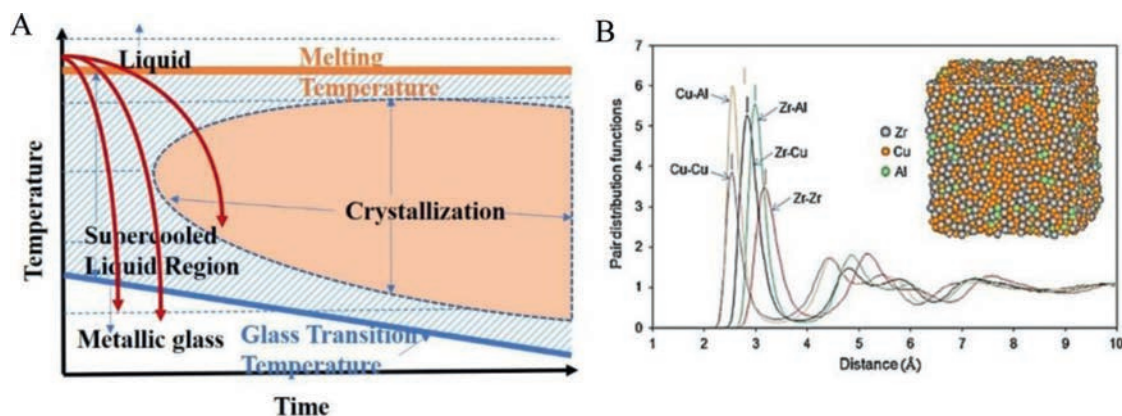 A
Liquid
Melting
Temperature
Crystallization
Supercooled
Liquid Region
Metallic glass
Glass Transition
Temperature
Temperature
Time
B
7
6
5
4
3
2
1
0
Pair distribution functions
Cu-Al
Zr-Al
Zr-Cu
Cu-Cu
Zr-Zr
Zr
Cu
Al
1 2 3 4 5 6 7 8 9 10
Distance (Å)